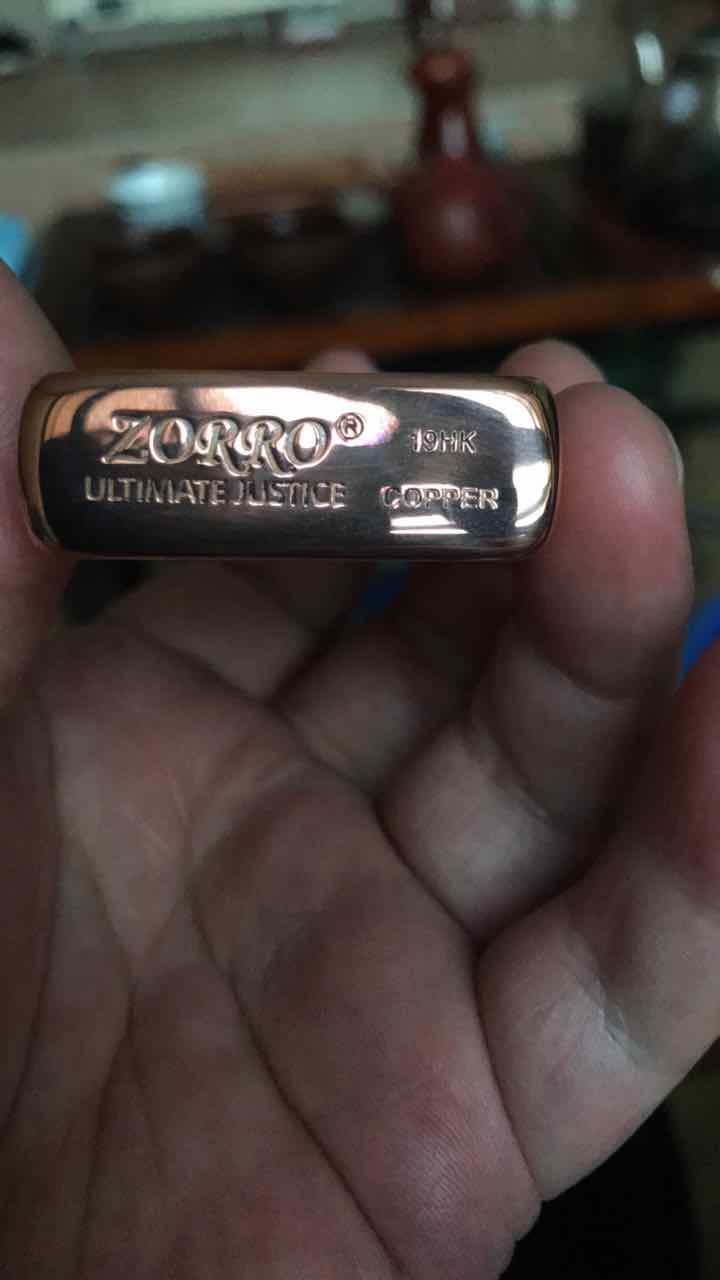 ZORRO®
ULTIMATE JUSTICE
19HK
COPPER